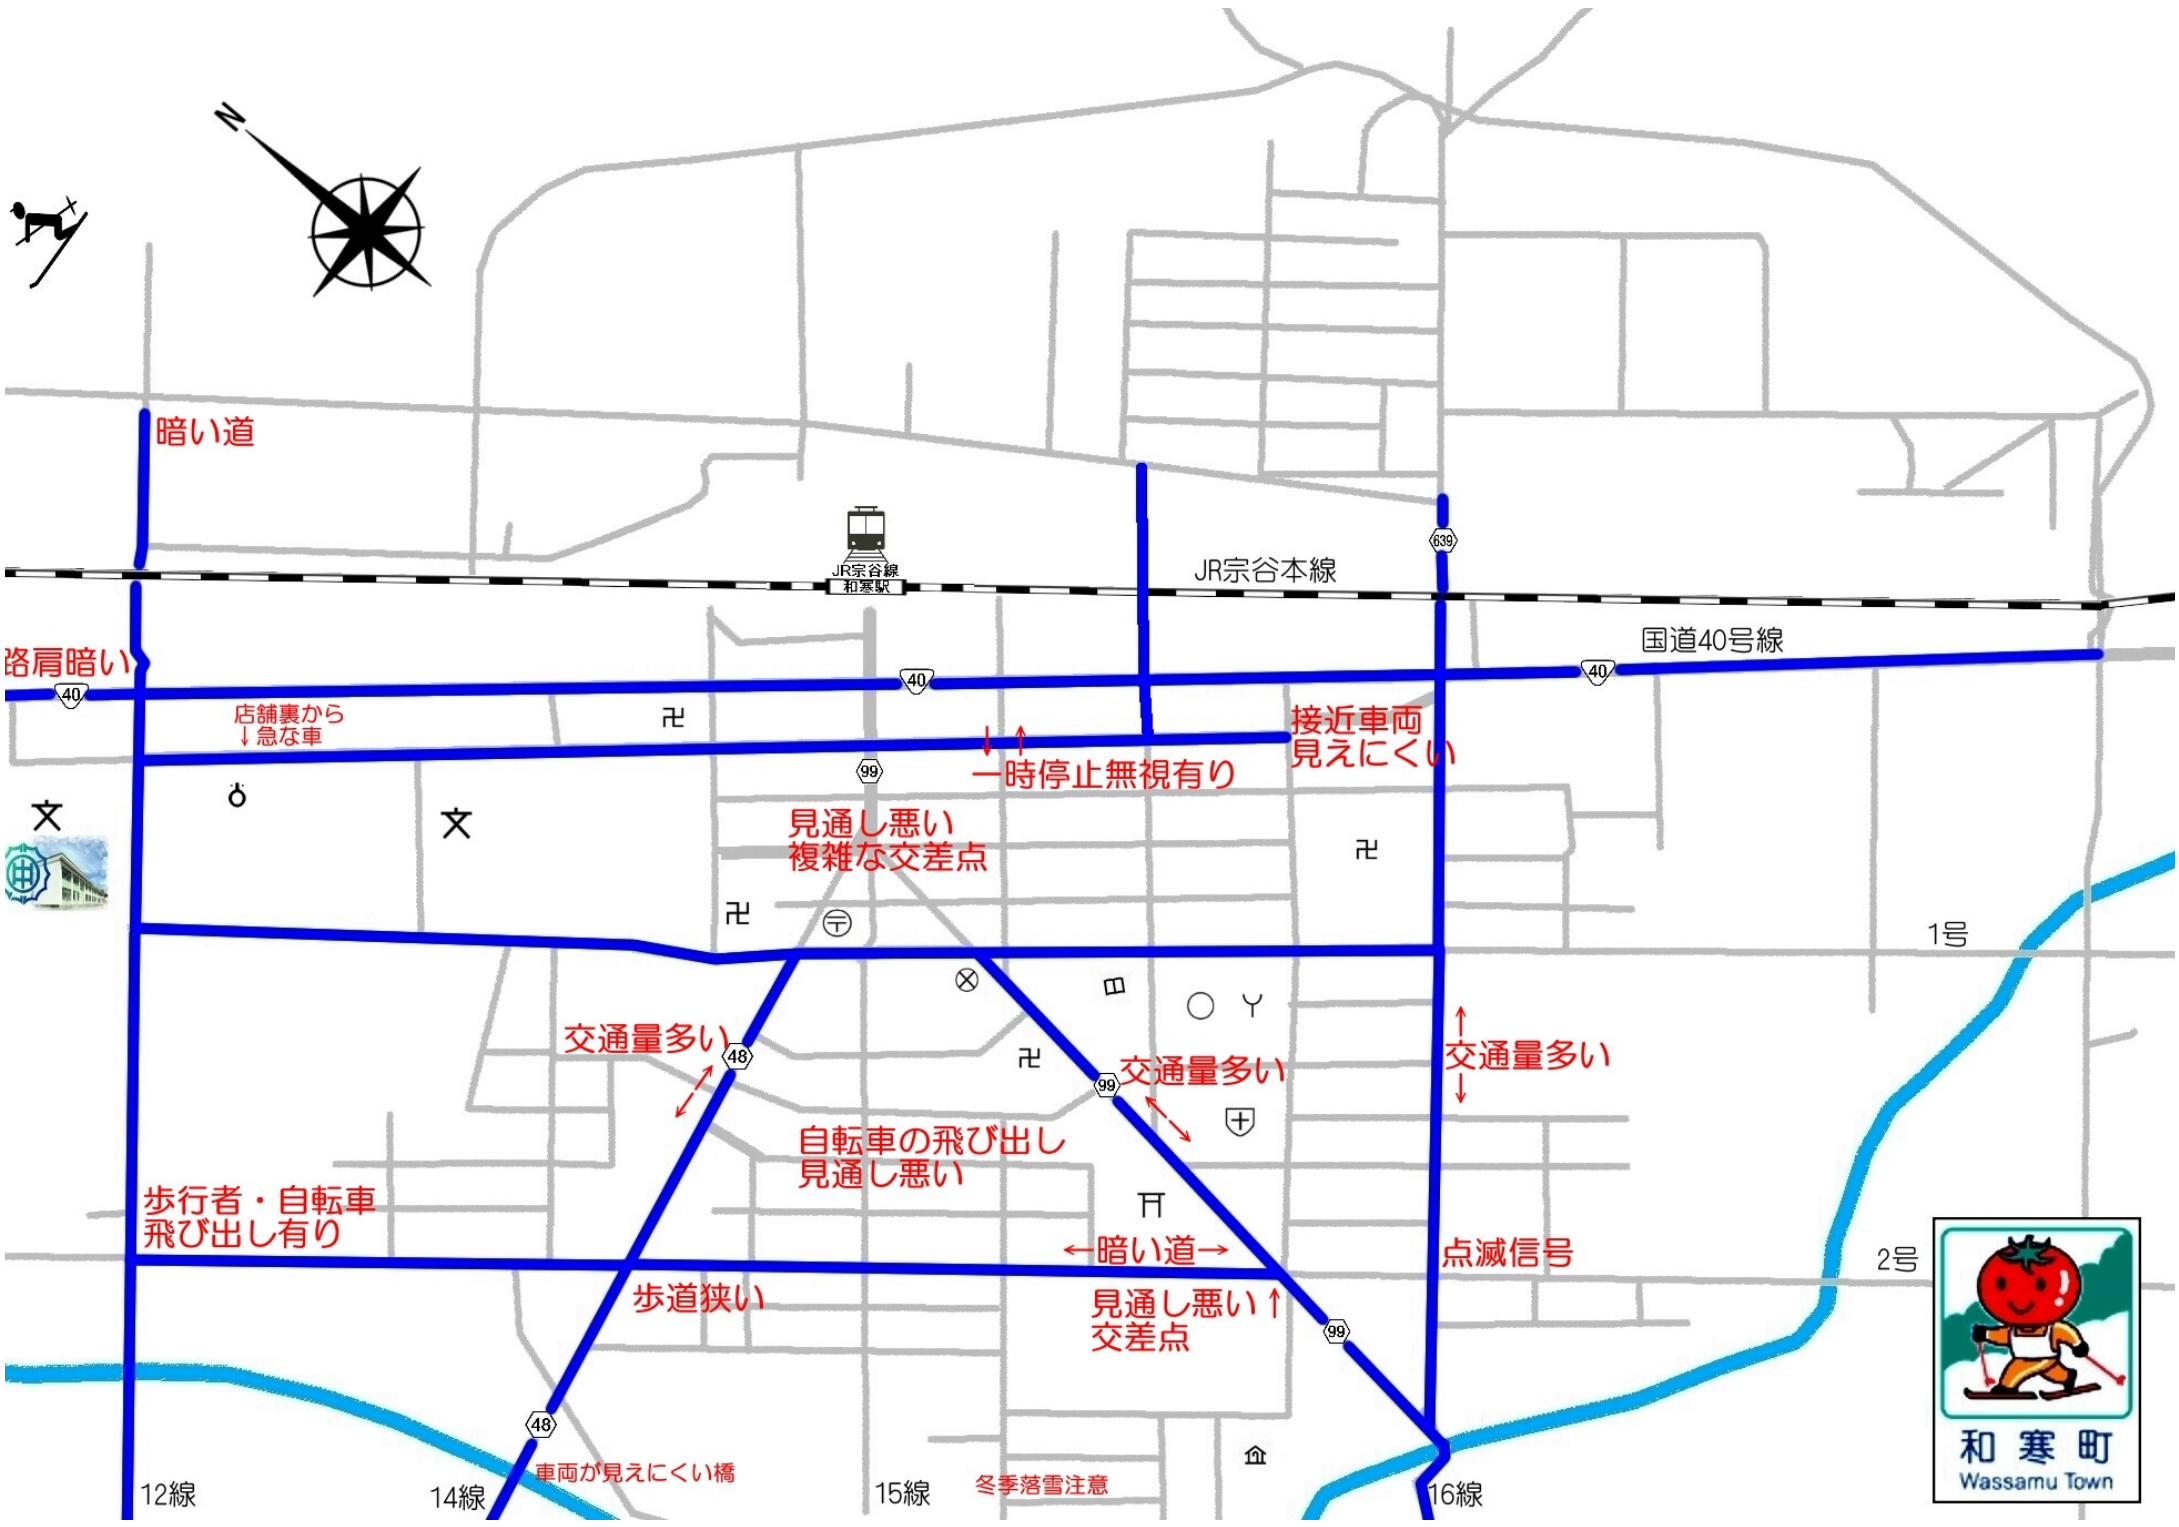 N
暗い道
JR宗谷線
和寒駅
JR宗谷本線
639
国道40号線
路肩暗い
40
40
40
店舗裏から
↓急な車
接近車両
見えにくい
一時停止無視有り
99
見通し悪い
複雑な交差点
1号
交通量多い
48
99
交通量多い
交通量多い
自転車の飛び出し
見通し悪い
歩行者・自転車
飛び出し有り
←暗い道→
点滅信号
2号
歩道狭い
見通し悪い↑
交差点
99
48
車両が見えにくい橋
冬季落雪注意
12線
14線
15線
16線
和寒町
Wassamu Town